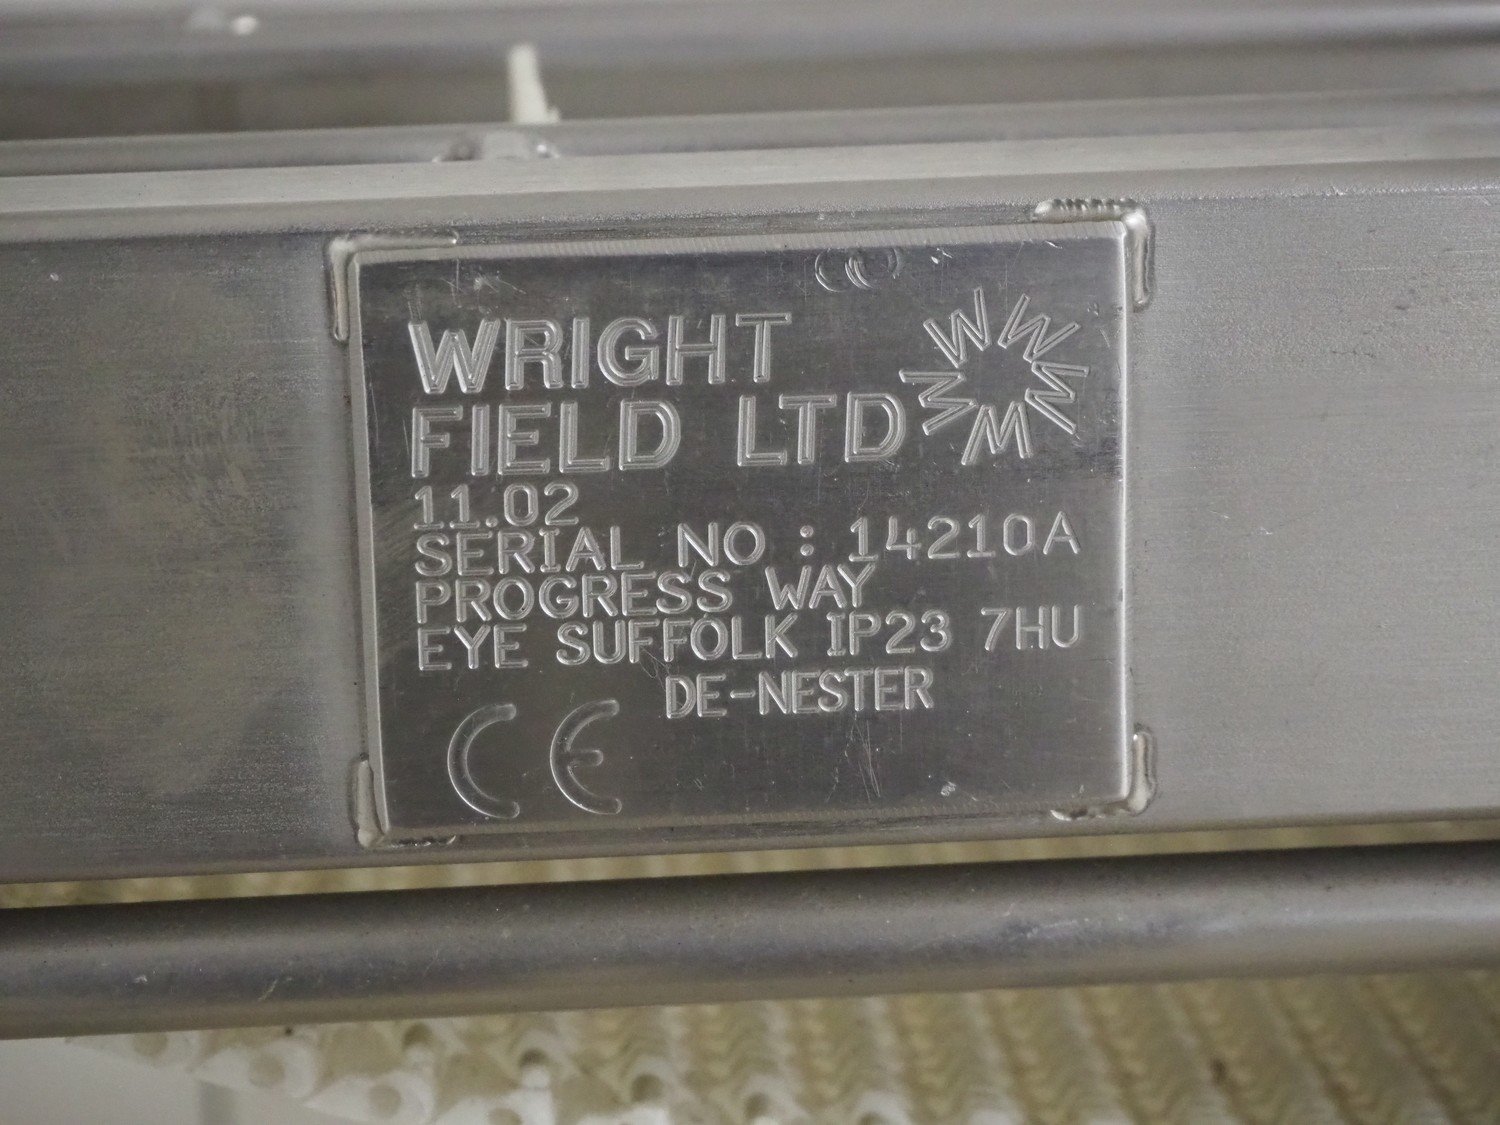 WRIGHT
FIELD LTD
11.02
SERIAL NO : 14210A
PROGRESS WAY
EYE SUFFOLK IP23 7HU
DE-NESTER
CE